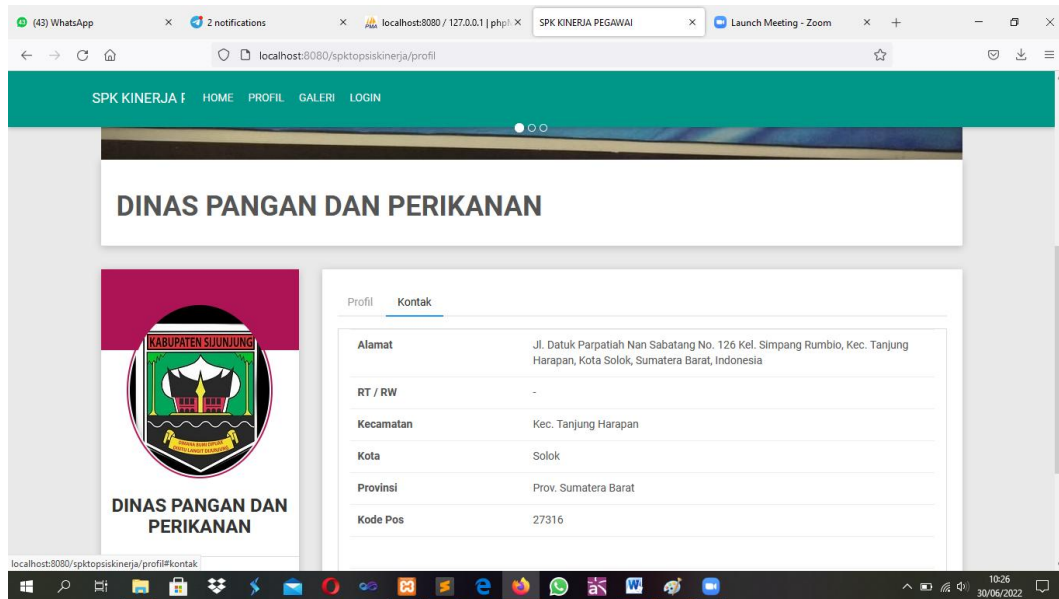 (43) WhatsApp
2 notifications
localhost:8080 / 127.0.0.1 | php
SPK KINERJA PEGAWAI
Launch Meeting - Zoom
localhost:8080/spktopsiskinerja/profil
SPK KINERJA P HOME PROFIL GALERI LOGIN
DINAS PANGAN DAN PERIKANAN
KABUPATEN SIJUNJUNG
DINAS PANGAN DAN
PERIKANAN
Profil Kontak
Alamat Jl. Datuk Parpatiah Nan Sabatang No. 126 Kel. Simpang Rumbio, Kec. Tanjung
Harapan, Kota Solok, Sumatera Barat, Indonesia
RT / RW -
Kecamatan Kec. Tanjung Harapan
Kota Solok
Provinsi Prov. Sumatera Barat
Kode Pos 27316
localhost:8080/spktopsiskinerja/profil#kontak
10:26
30/06/2022